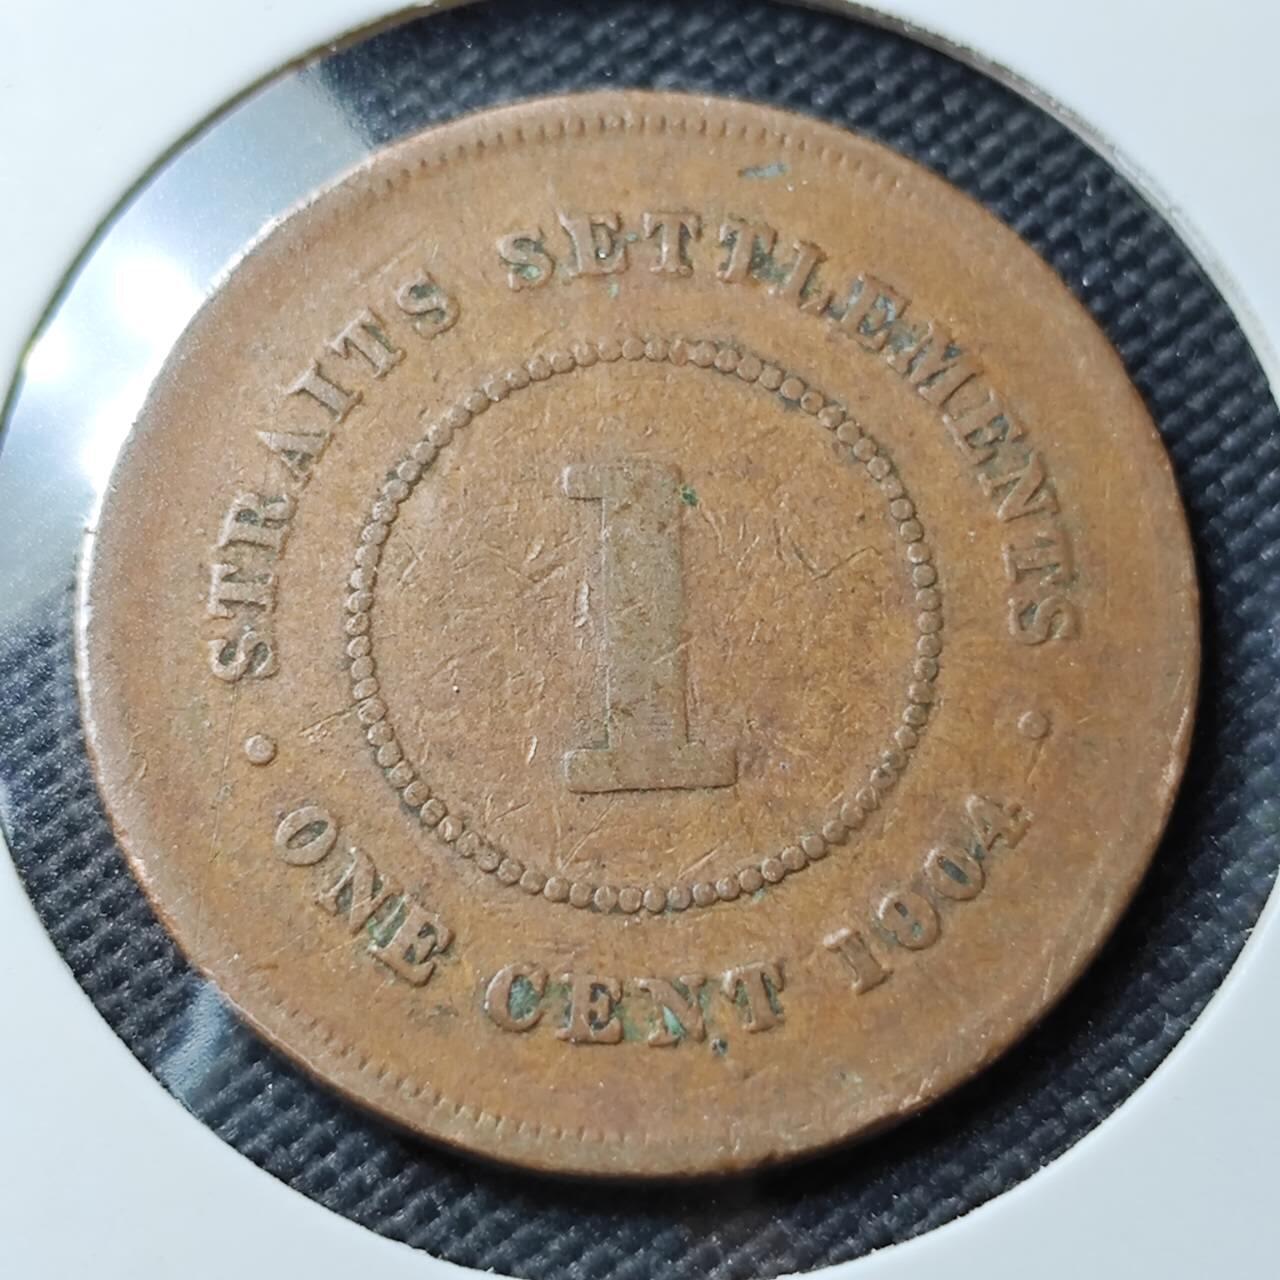 STRAITS SETTLEMENTS
1
· ONE CENT 1904 ·